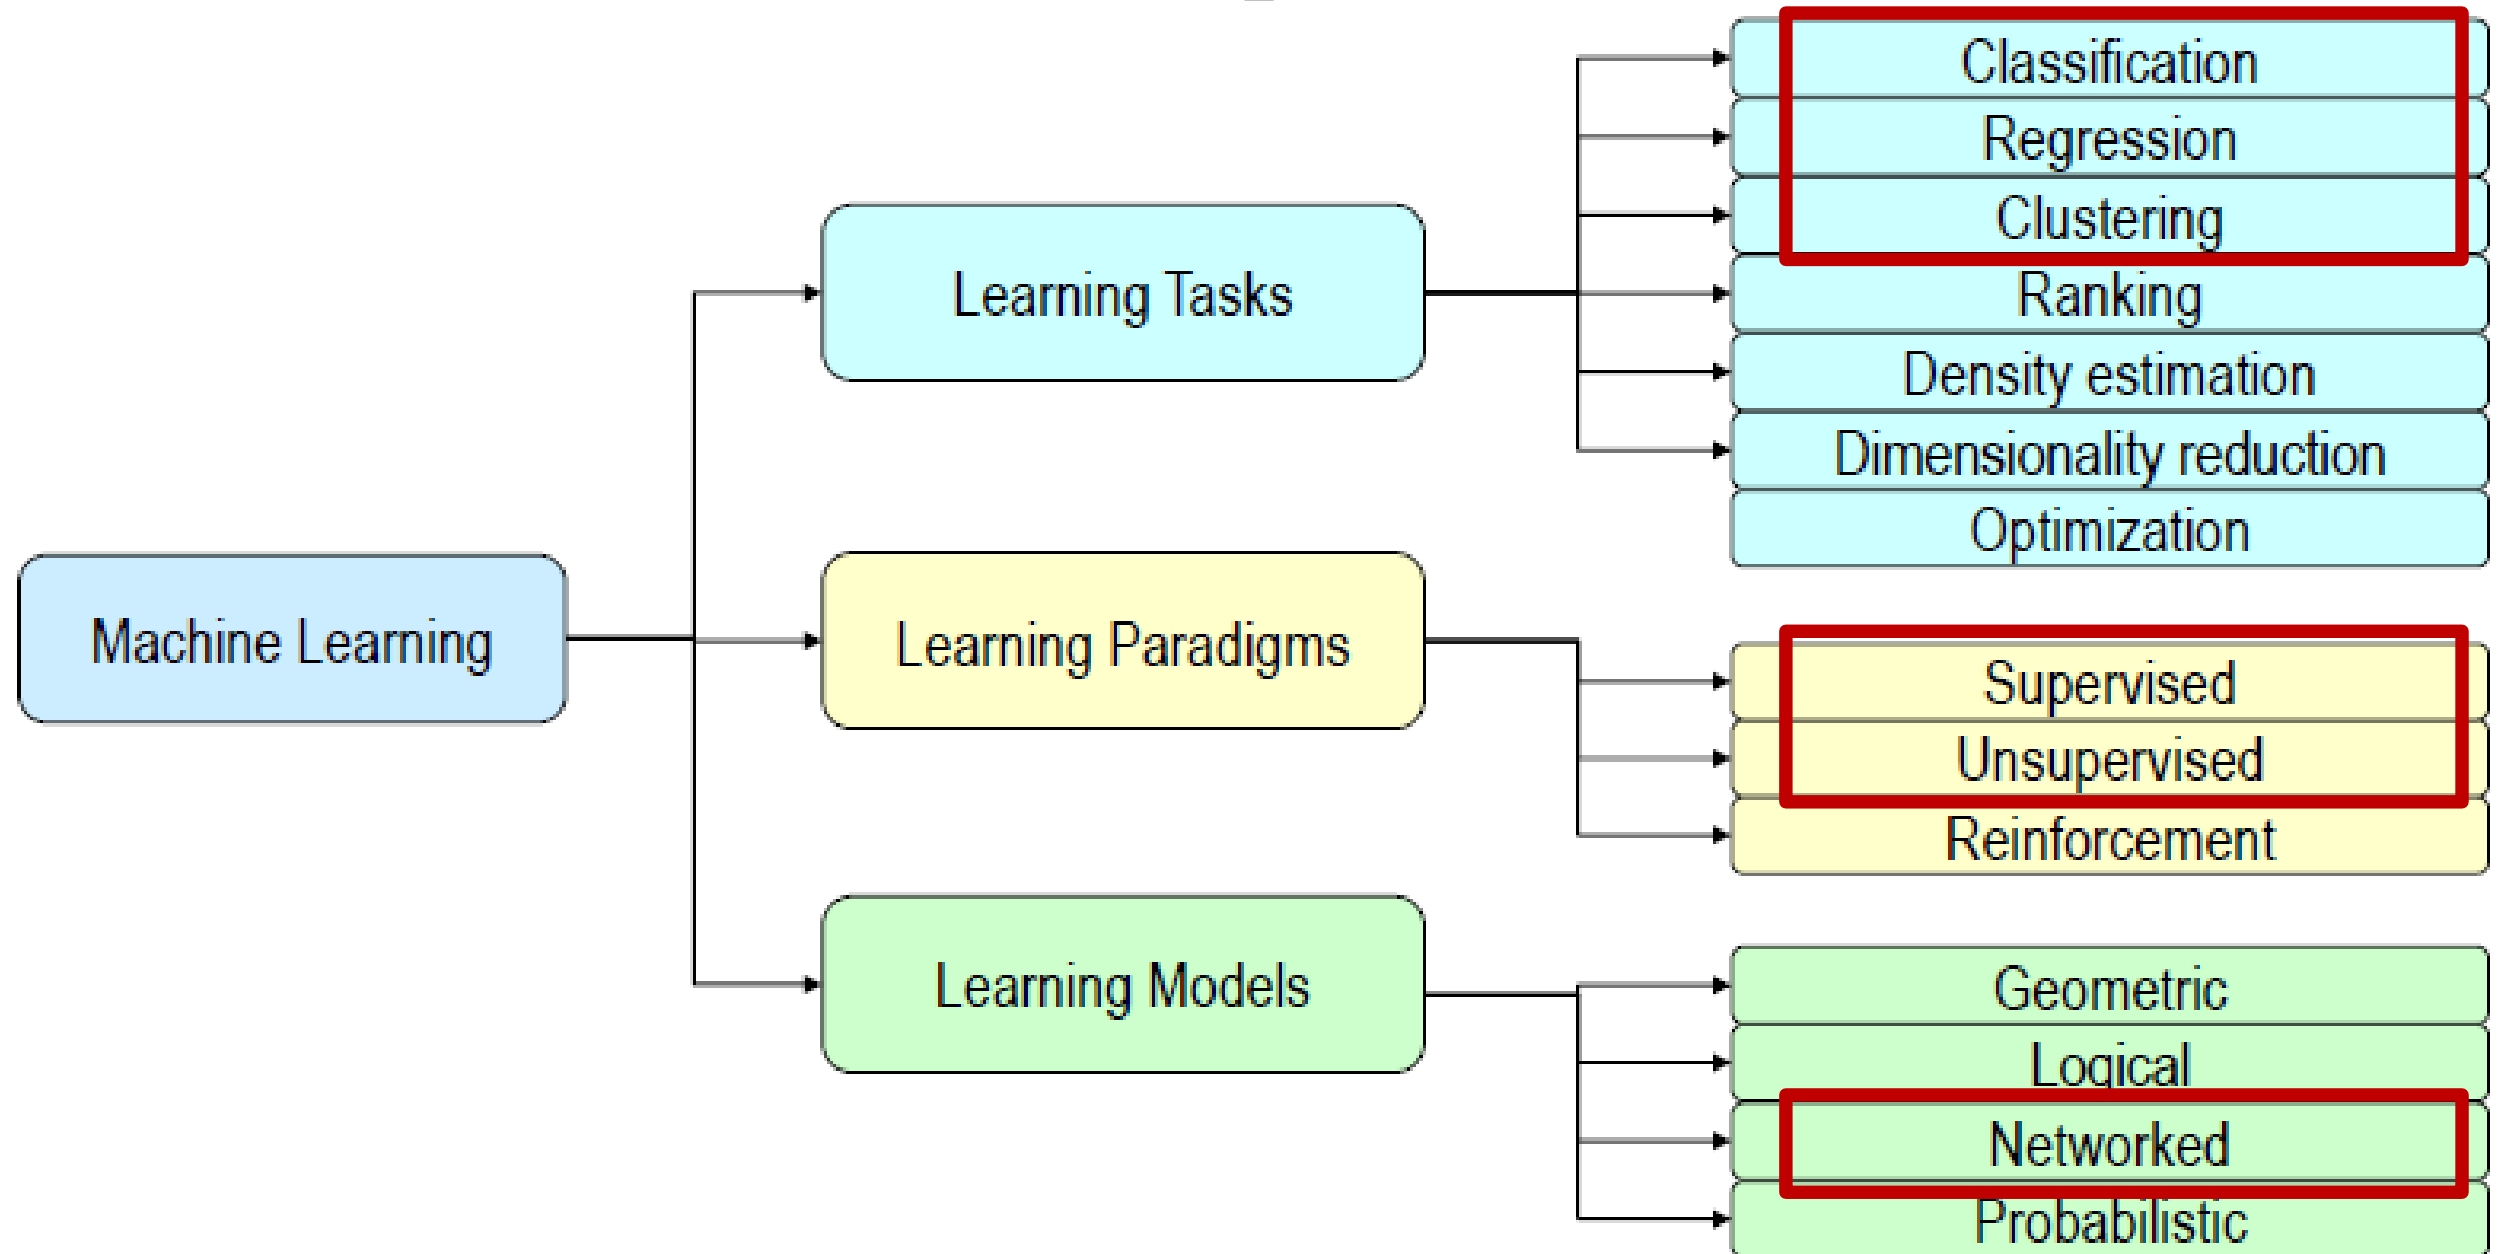 Classification
Regression
Clustering
Learning Tasks
Ranking
Density estimation
Dimensionality reduction
Optimization
Machine Learning
Learning Paradigms
Supervised
Unsupervised
Reinforcement
Learning Models
Geometric
Logical
Networked
Probabilistic